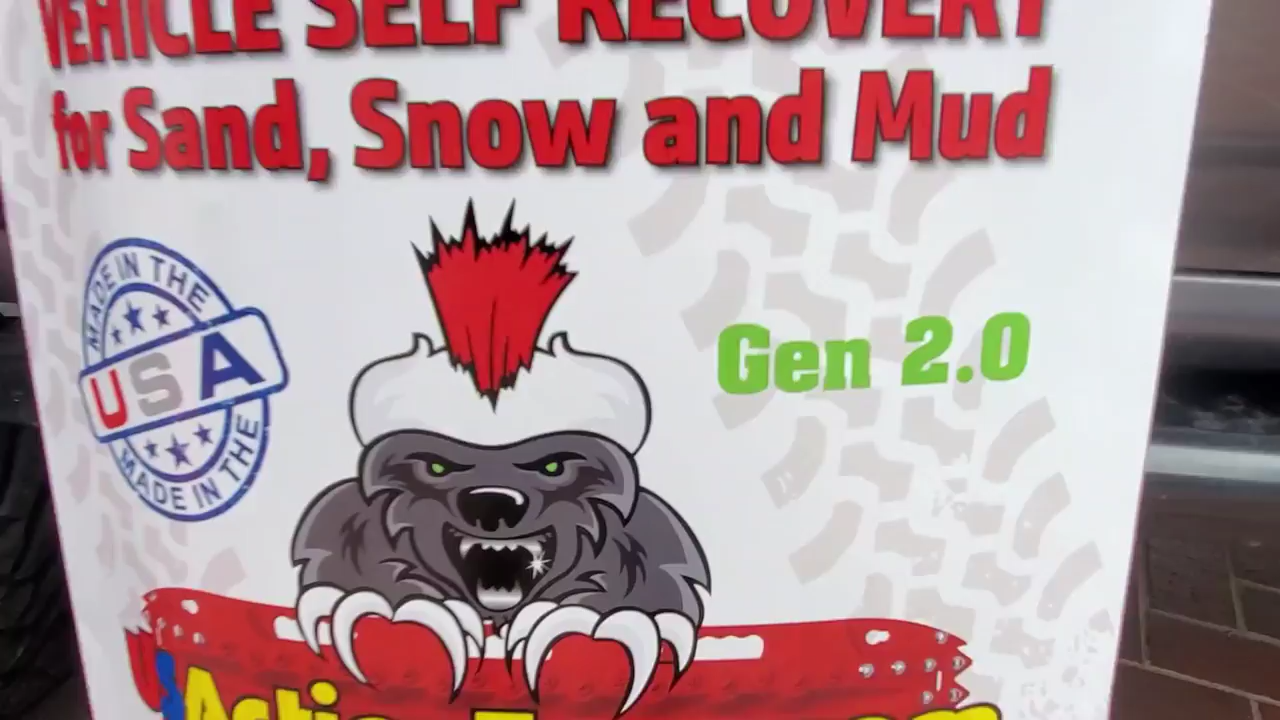 VEHICLE SELF RECOVERY
for Sand, Snow and Mud
MADE IN THE
USA
MADE IN THE
Gen 2.0